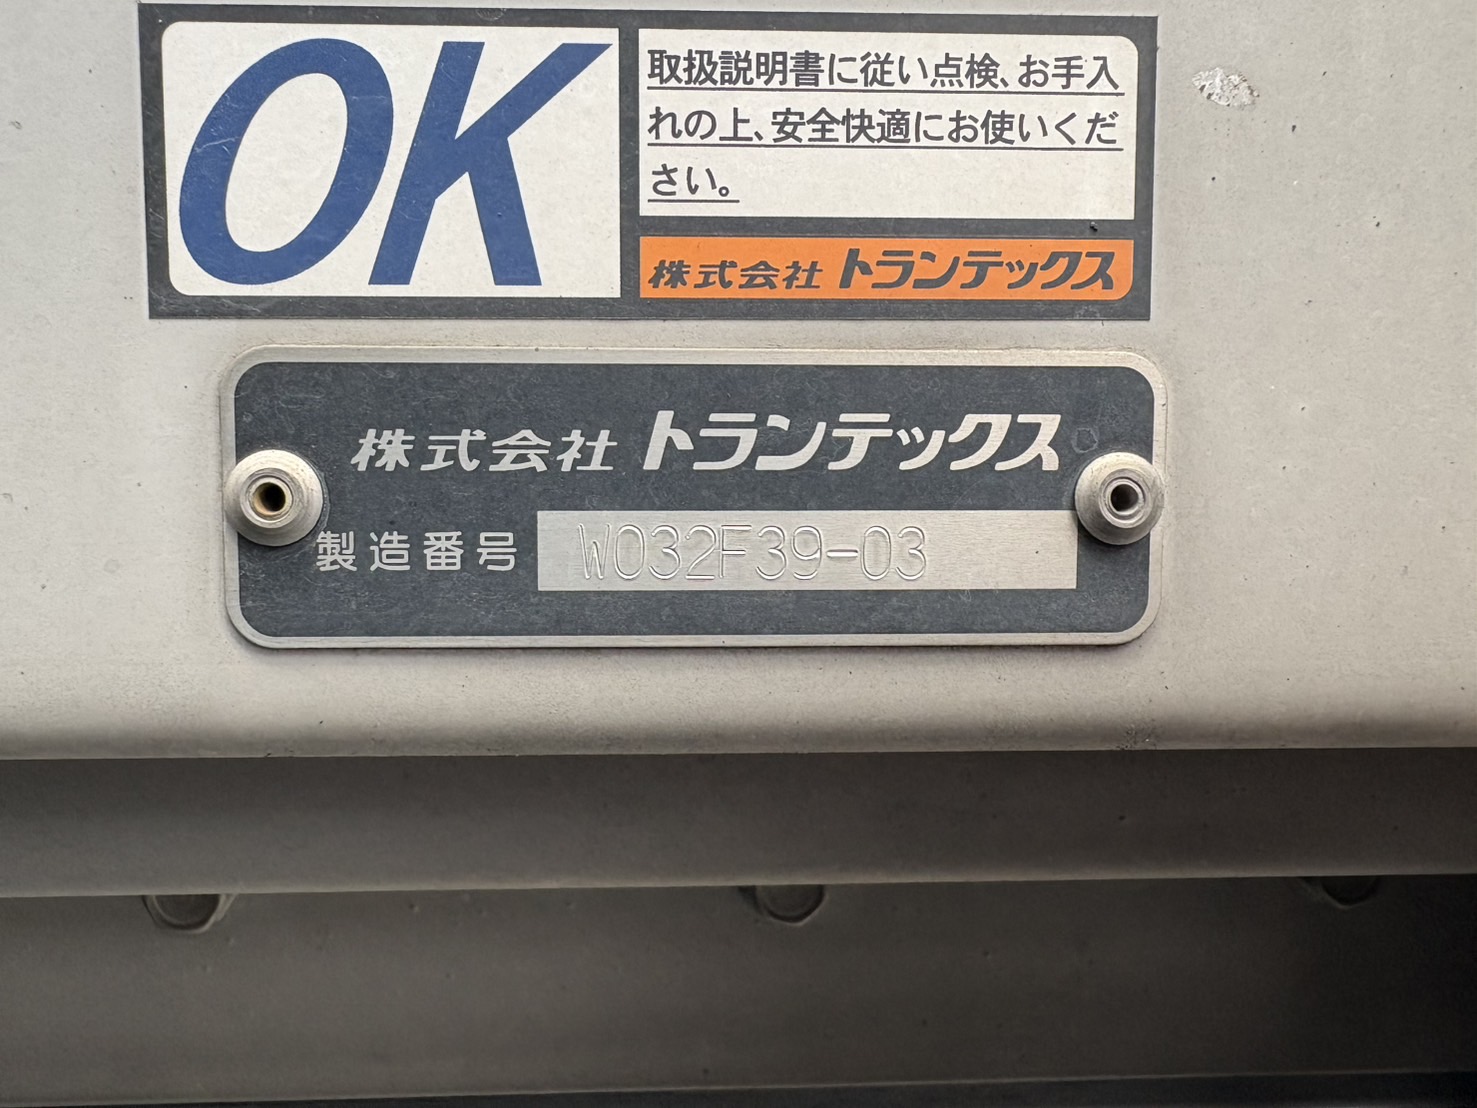 OK
取扱説明書に従い点検、お手入
れの上、安全快適にお使いくだ
さい。
株式会社 トランテックス
株式会社 トランテックス
製造番号 W032F39-03